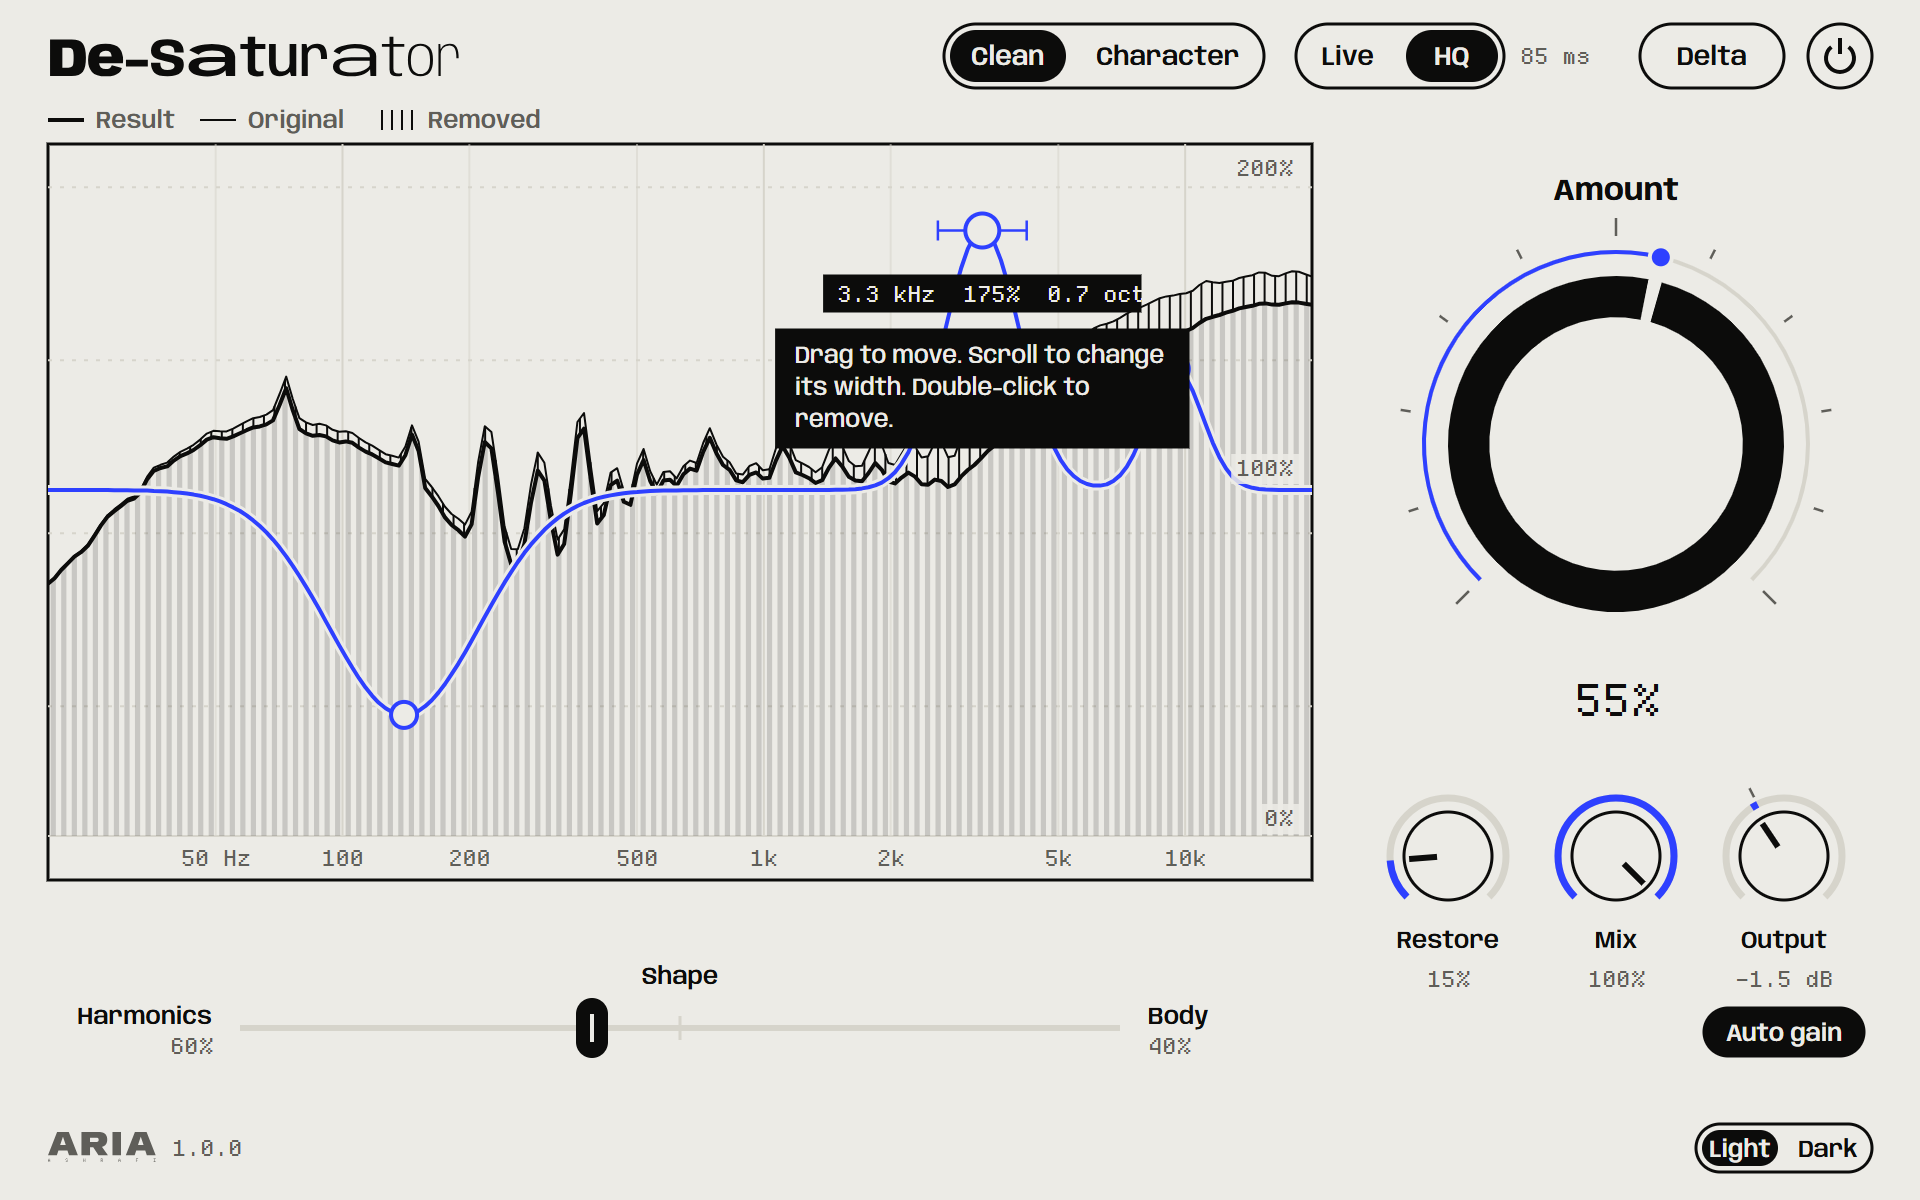 De-Saturator
Clean Character Live HQ 85 ms Delta
Result Original Removed
200%
Amount
3.3 kHz 175% 0.7 oct
Drag to move. Scroll to change
its width. Double-click to
remove.
100%
55%
0%
50 Hz 100 200 500 1k 2k 5k 10k
Restore Mix Output
15% 100% -1.5 dB
Shape
Harmonics Body
60% 40%
Auto gain
ARIA 1.0.0
Light Dark